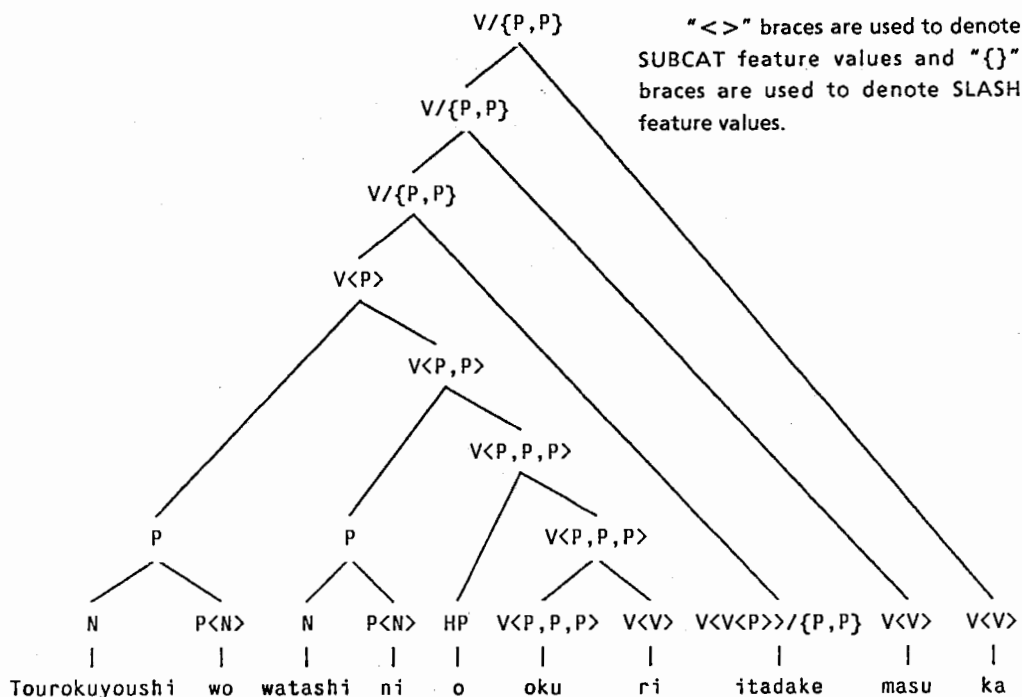 V/{P,P}
"<>" braces are used to denote
SUBCAT feature values and "{}"
braces are used to denote SLASH
feature values.
V/{P,P}
V/{P,P}
V<P>
V<P,P>
V<P,P,P>
P P V<P,P,P>
N P<N> N P<N> HP V<P,P,P> V<V> V<V<P>>/{P,P} V<V> V<V>
Tourokuyoushi wo watashi ni o oku ri itadake masu ka